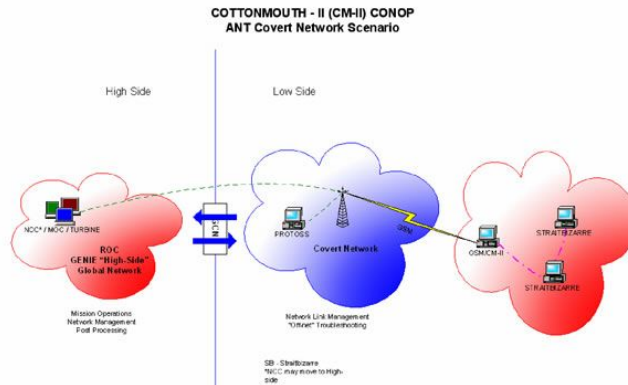 COTTONMOUTH - II (CM-II) CONOP
ANT Covert Network Scenario
High Side
Low Side
NCC* / MOC / TURBINE
ROC
GENIE "High-Side"
Global Network
SCN
PROTOSS
Covert Network
GSM
GSM/CM-II
STRAITBIZARRE
STRAITBIZARRE
Mission Operations
Network Management
Post Processing
Network Link Management
"Offnet" Troubleshooting
SB - Straitbizarre
*NCC may move to High-
side